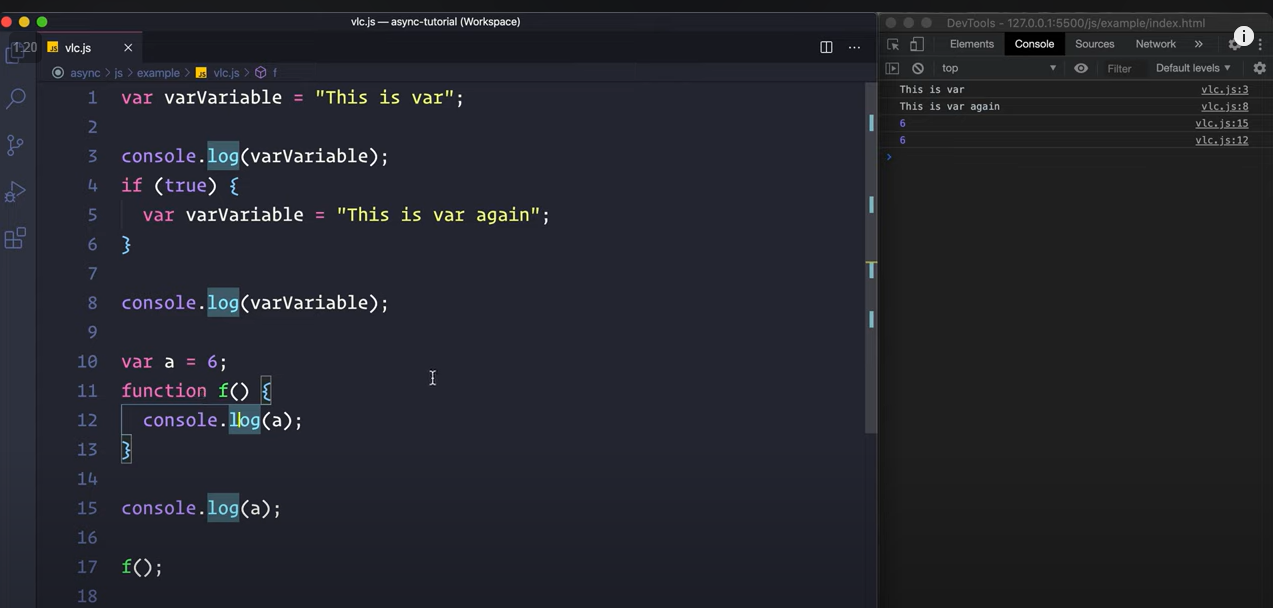 vlc.js — async-tutorial (Workspace)
1:20
JS vlc.js ×
async › js › example › JS vlc.js › f
1 var varVariable = "This is var";
2
3 console.log(varVariable);
4 if (true) {
5 var varVariable = "This is var again";
6 }
7
8 console.log(varVariable);
9
10 var a = 6;
11 function f() {
12 console.log(a);
13 }
14
15 console.log(a);
16
17 f();
18
DevTools - 127.0.0.1:5500/js/example/index.html
Elements Console Sources Network »
top Filter Default levels ▼
This is var vlc.js:3
This is var again vlc.js:8
6 vlc.js:15
6 vlc.js:12
›